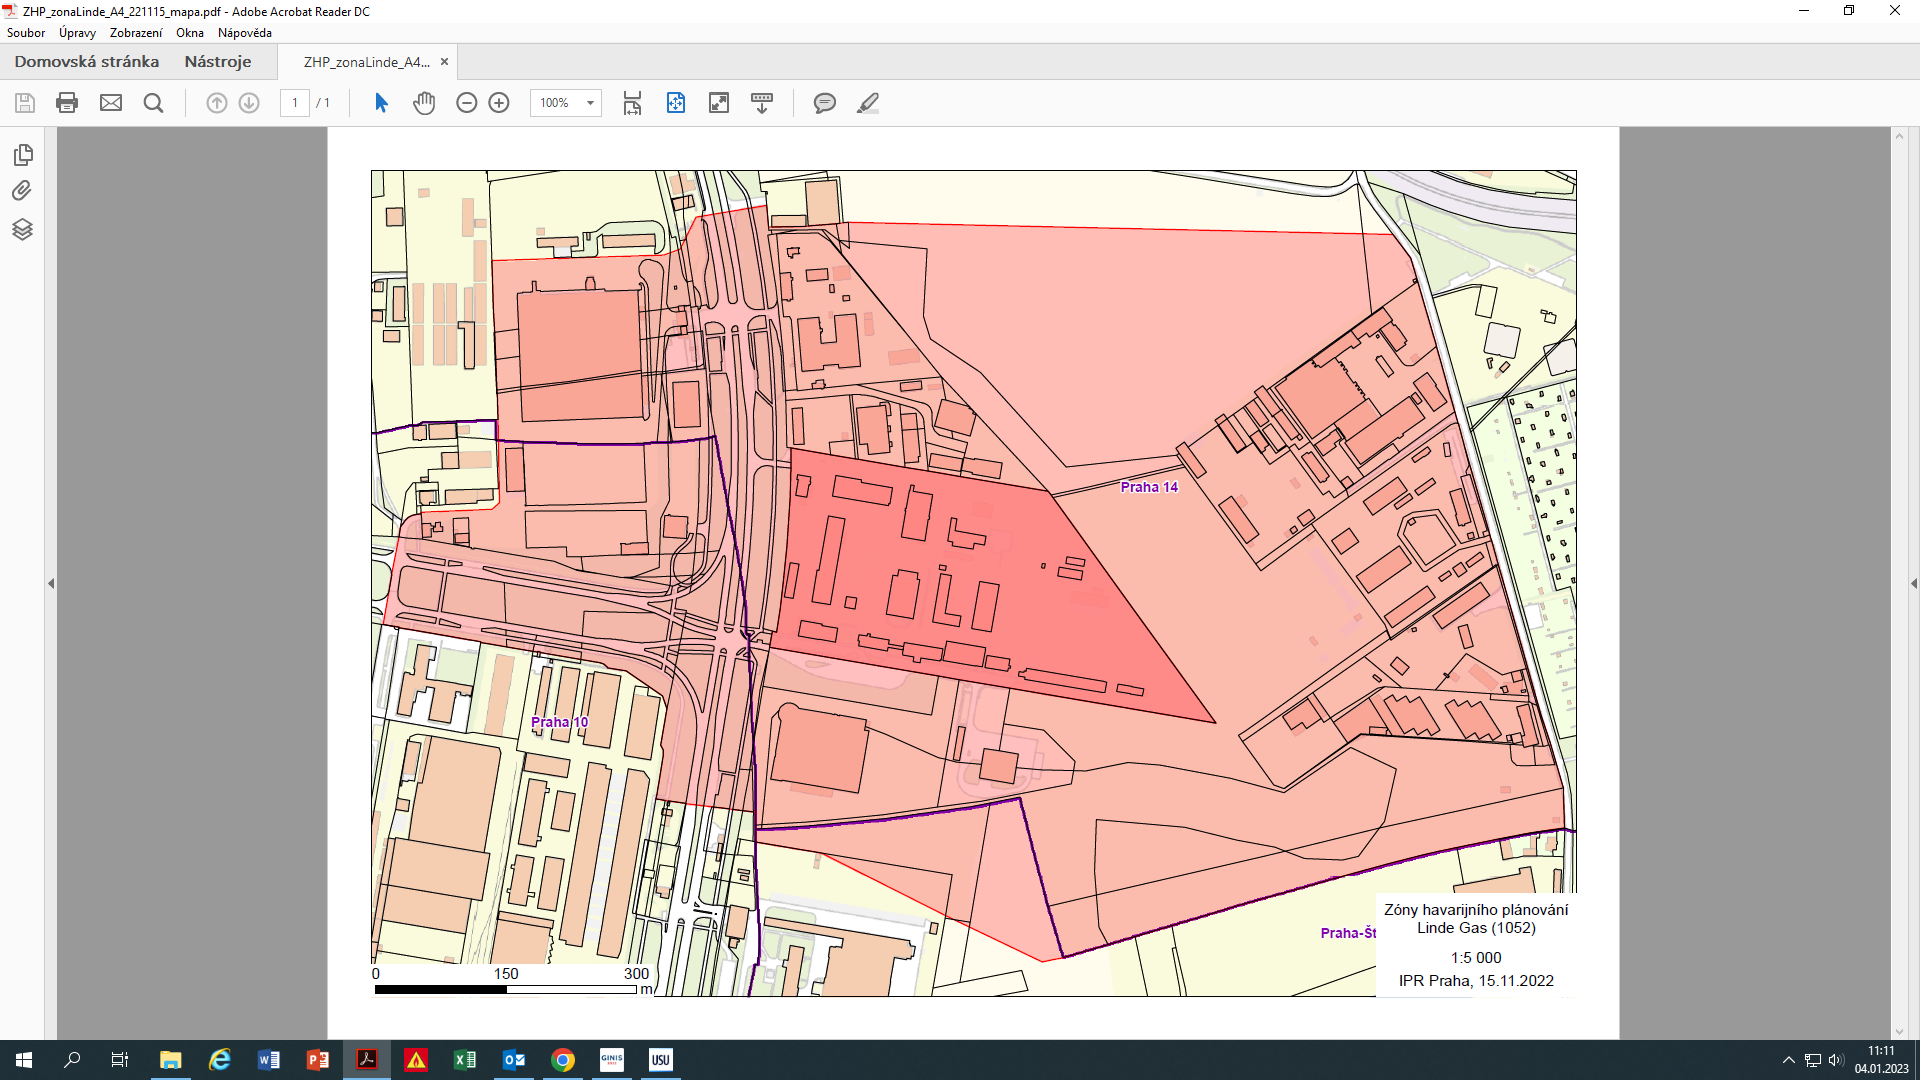 ZHP_zonaLinde_A4_221115_mapa.pdf - Adobe Acrobat Reader DC
Soubor Úpravy Zobrazení Okna Nápověda
Domovská stránka Nástroje ZHP_zonaLinde_A4... ×
1 / 1 100%
Praha 14
Praha 10
Praha-Št
Zóny havarijního plánování
Linde Gas (1052)
1:5 000
IPR Praha, 15.11.2022
0 150 300
m
GINIS
USU
11:11
04.01.2023